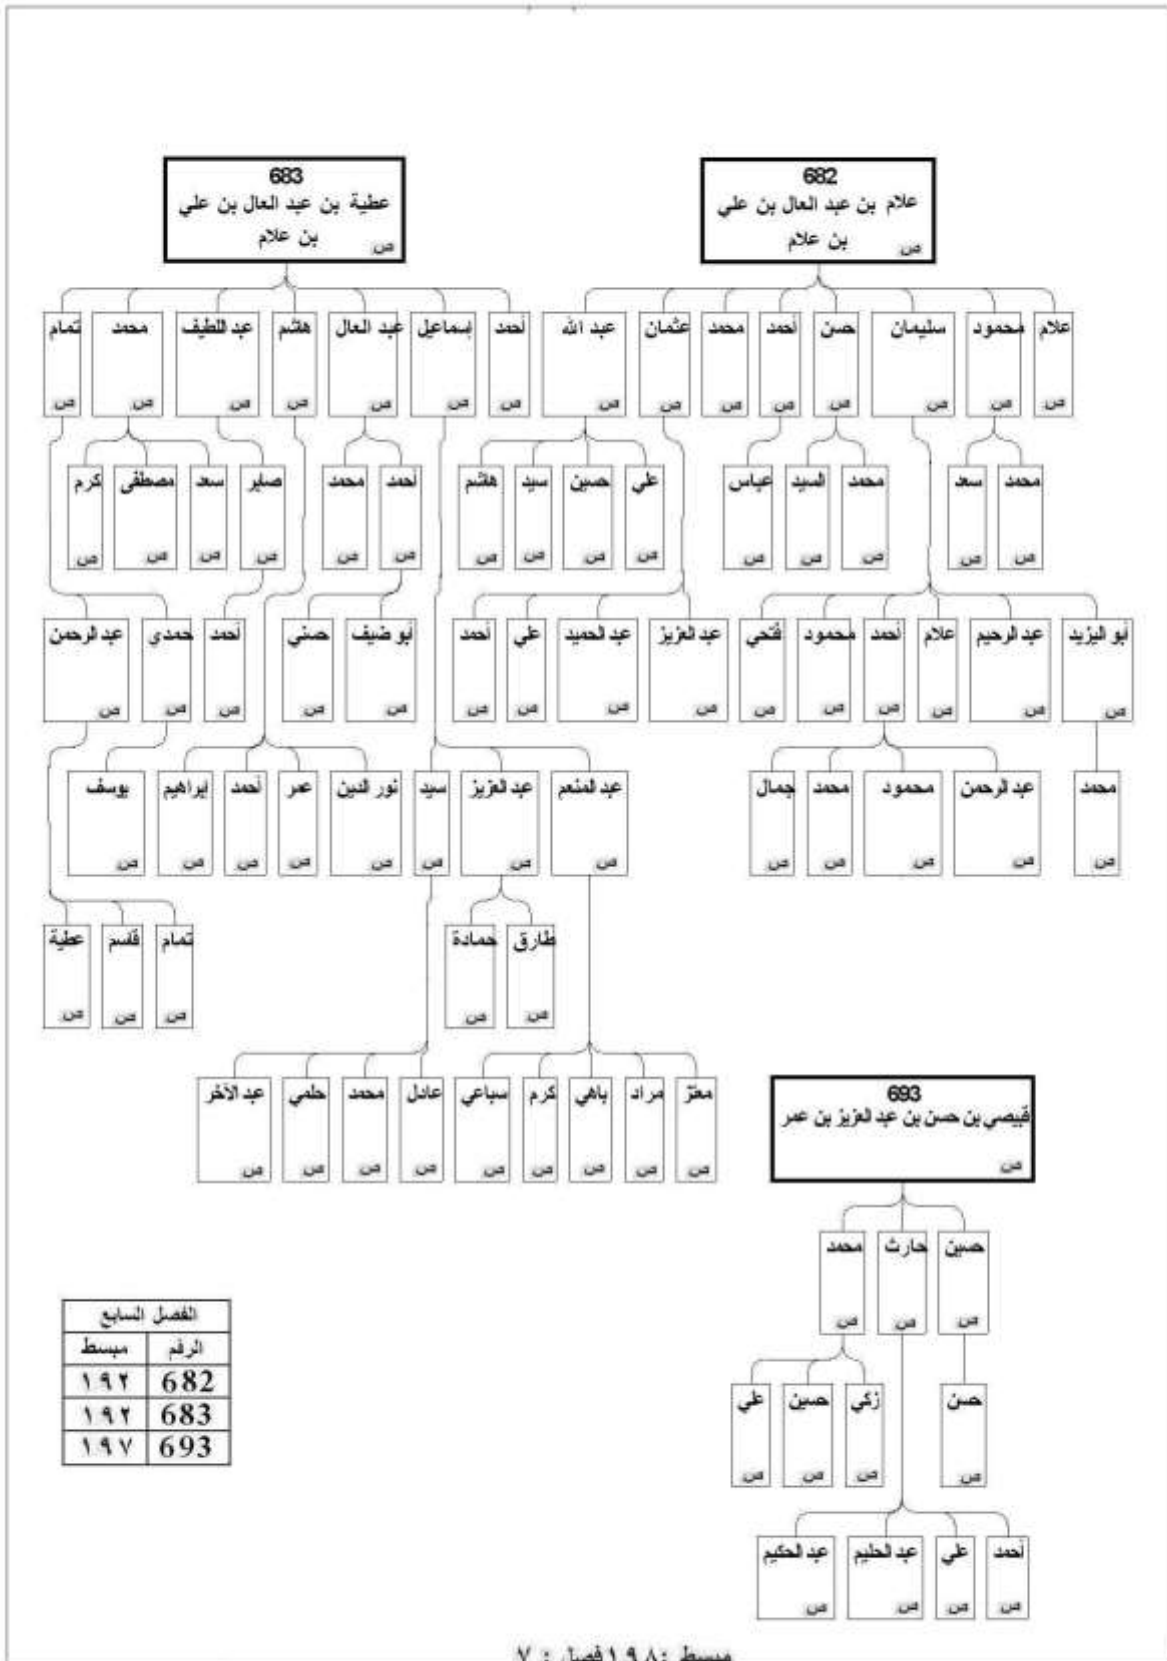 682
علام بن عبد العال بن علي
بن علام
ص
683
عطية بن عبد العال بن علي
بن علام
ص
علام محمود سليمان حسن أحمد محمد عثمان عبد الله أحمد إسماعيل عبد العال هاشم عبد اللطيف محمد تمام
ص ص ص ص ص ص ص ص ص ص ص ص ص ص ص
محمد سعد محمد السيد عباس علي حسين سيد هاشم أحمد محمد صابر سعد مصطفى كرم
ص ص ص ص ص ص ص ص ص ص ص ص ص ص ص
أبو اليزيد عبد الرحيم علام أحمد محمود فتحي عبد العزيز عبد الحميد علي أحمد أبو ضيف حسني أحمد حمدي عبد الرحمن
ص ص ص ص ص ص ص ص ص ص ص ص ص ص ص
محمد عبد الرحمن محمود محمد جمال عبد المنعم عبد العزيز سيد نور الدين عمر أحمد إبراهيم يوسف
ص ص ص ص ص ص ص ص ص ص ص ص ص
طارق حمادة تمام قاسم عطية
ص ص ص ص ص
معتز مراد باهي كرم سباعي عادل محمد حلمي عبد الآخر
ص ص ص ص ص ص ص ص ص
693
قبيصي بن حسن بن عبد العزيز بن عمر
ص
حسين حارث محمد
ص ص ص
حسن زكي حسين علي
ص ص ص ص
أحمد علي عبد الحليم عبد الحكيم
ص ص ص ص
الفصل السابع
الرقم مبسط
682 ١٩٢
683 ١٩٢
693 ١٩٧
مبسط :١٩٨ فصل : ٧